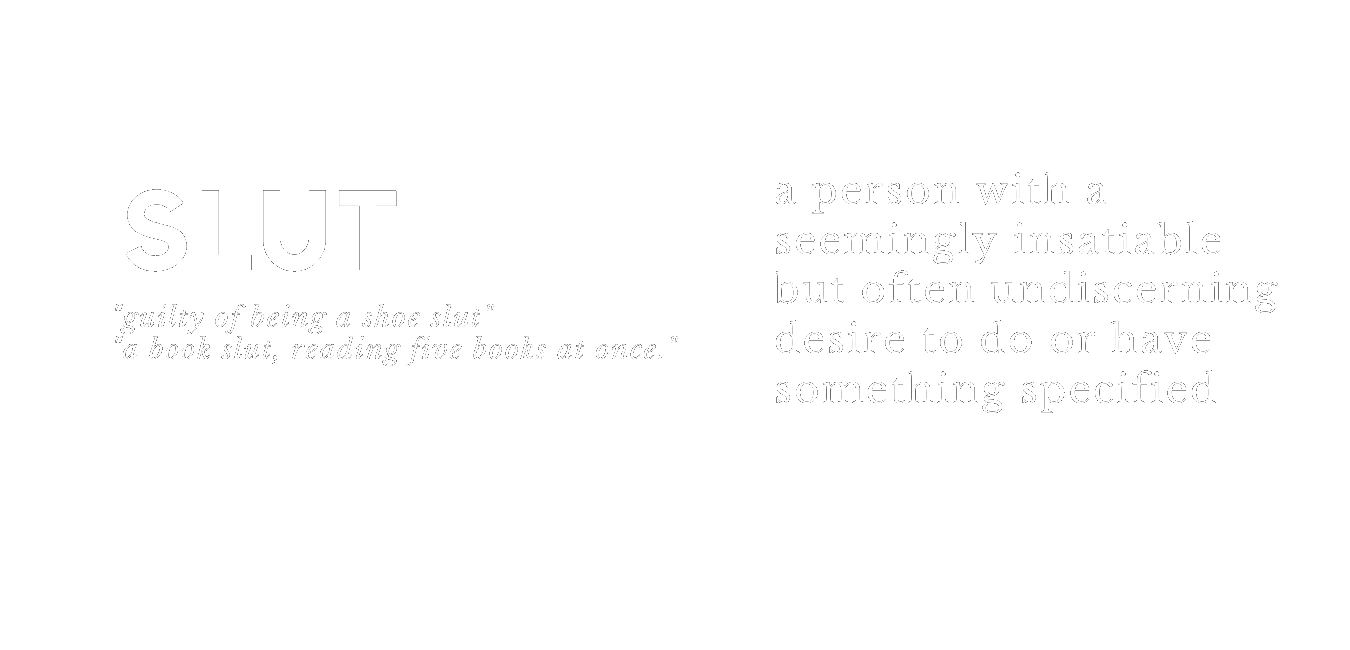 SLUT
"guilty of being a shoe slut"
"a book slut, reading five books at once."
a person with a
seemingly insatiable
but often undiscerning
desire to do or have
something specified